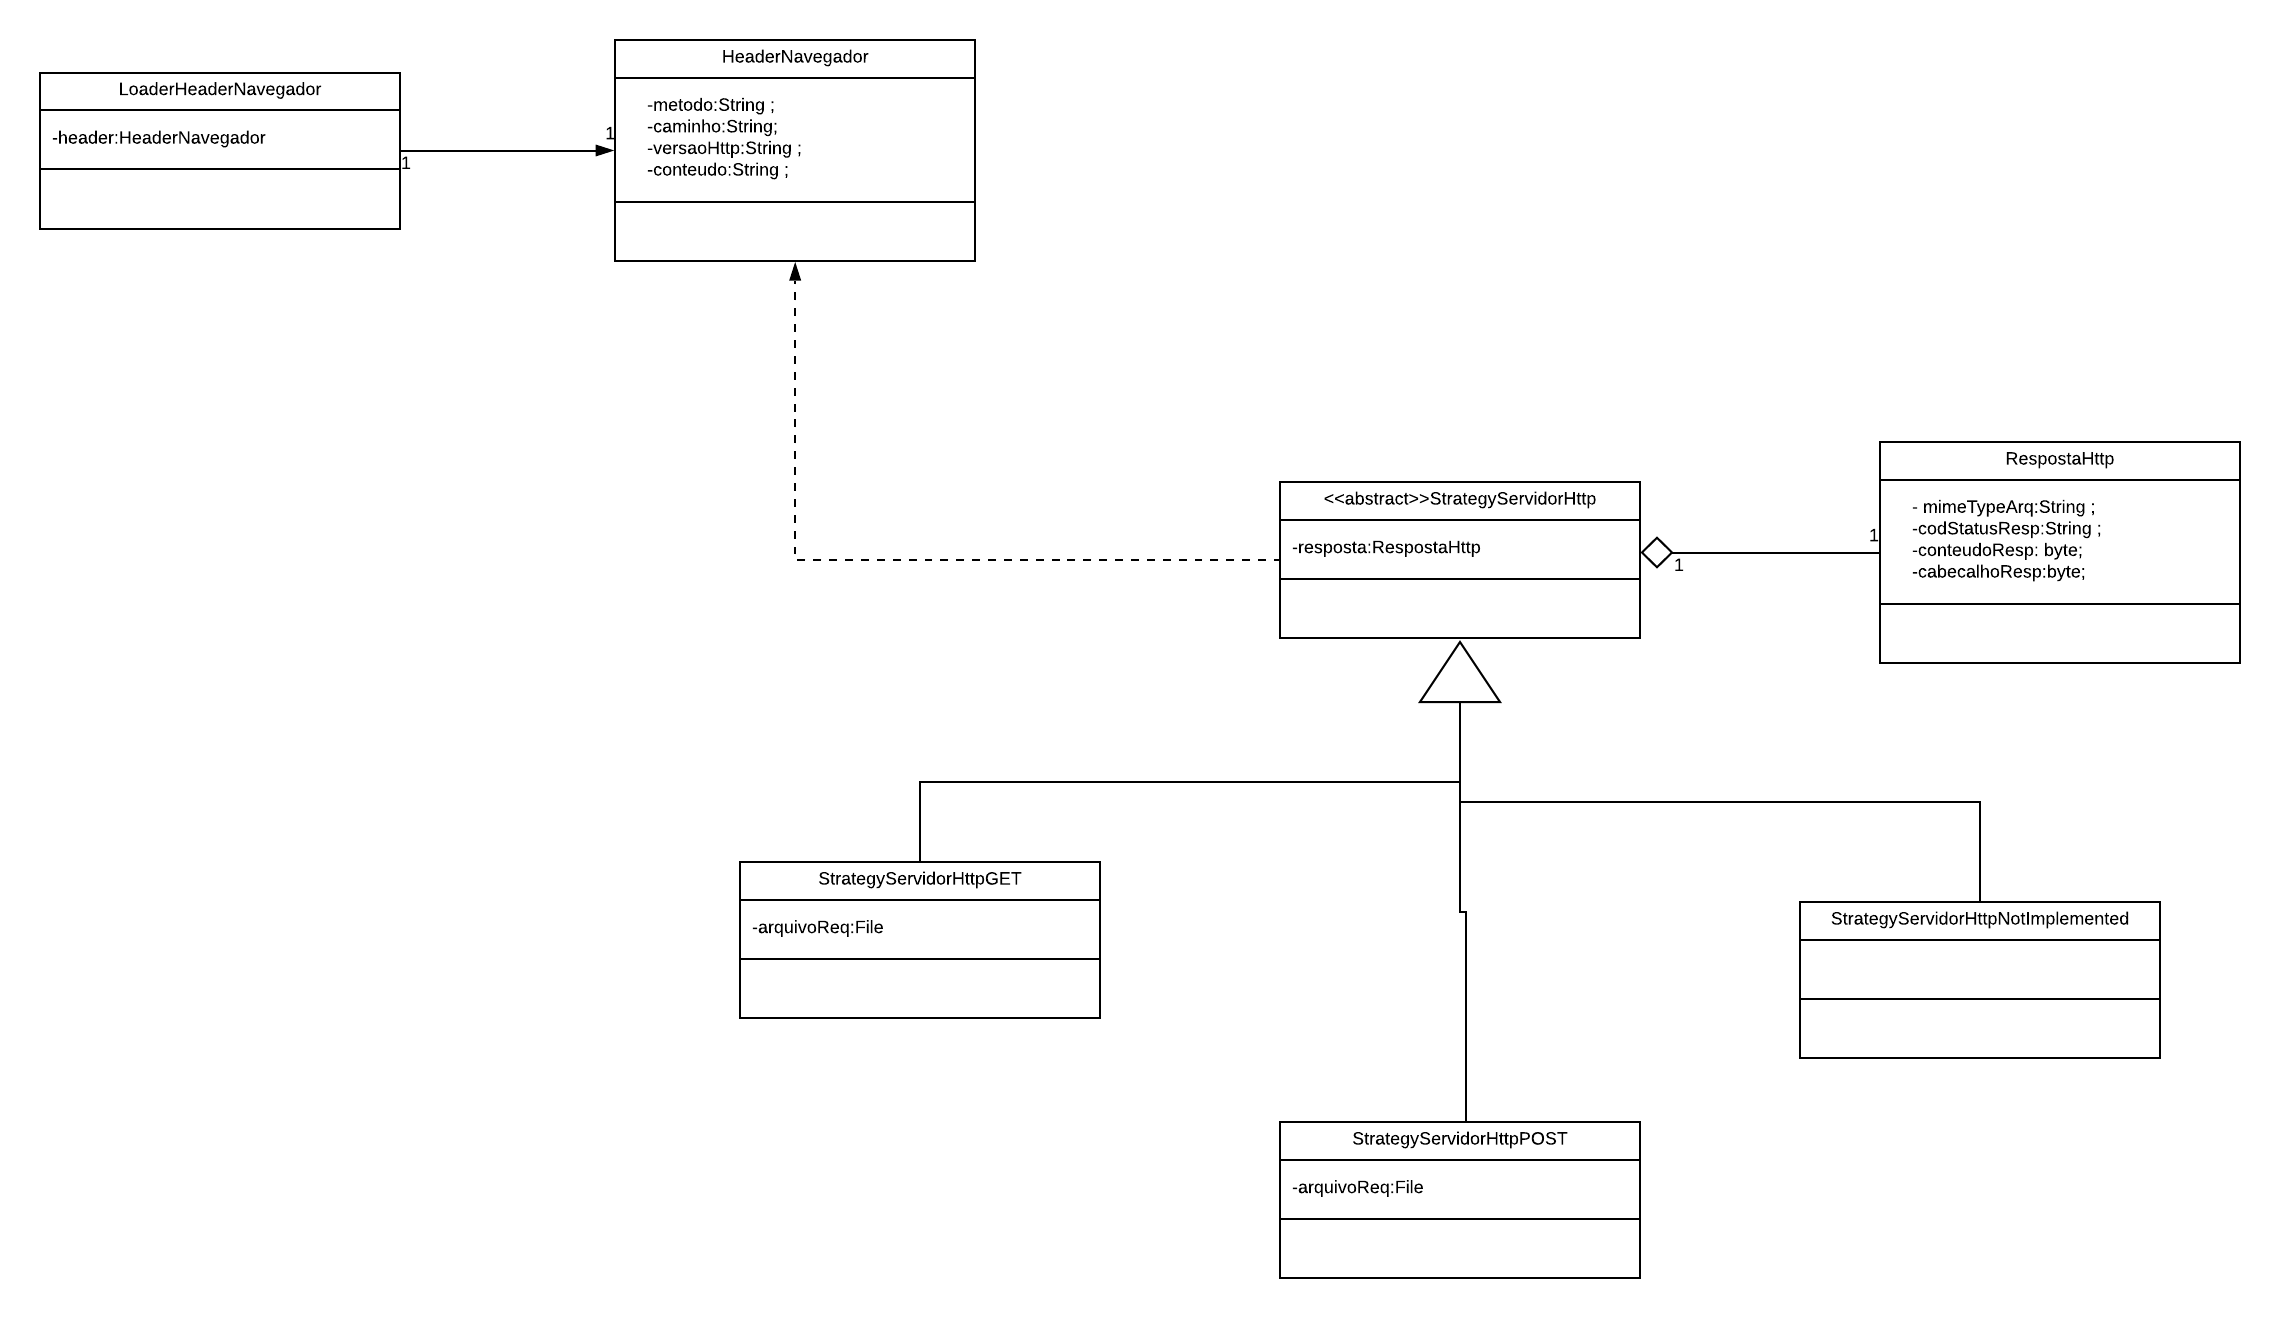 LoaderHeaderNavegador
-header:HeaderNavegador
1
1
HeaderNavegador
-metodo:String ;
-caminho:String;
-versaoHttp:String ;
-conteudo:String ;
<<abstract>>StrategyServidorHttp
-resposta:RespostaHttp
1
1
RespostaHttp
- mimeTypeArq:String ;
-codStatusResp:String ;
-conteudoResp: byte;
-cabecalhoResp:byte;
StrategyServidorHttpGET
-arquivoReq:File
StrategyServidorHttpNotImplemented
StrategyServidorHttpPOST
-arquivoReq:File